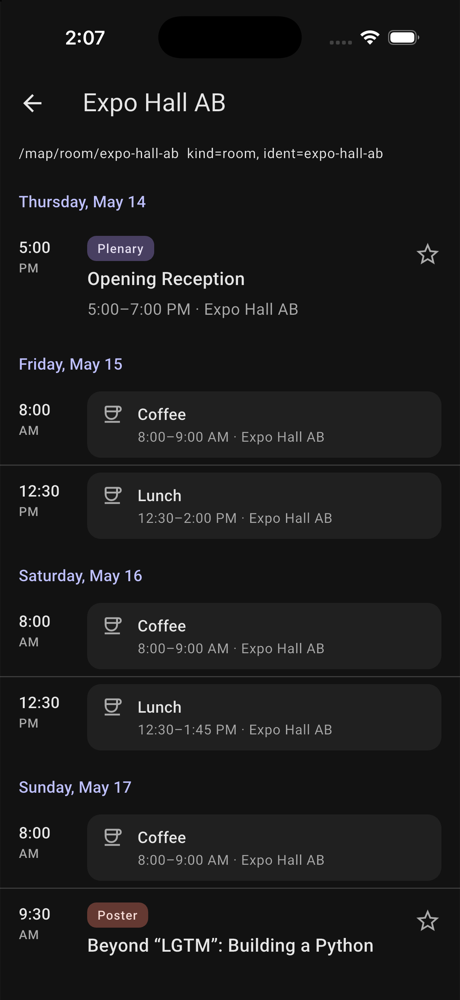 2:07
Expo Hall AB
/map/room/expo-hall-ab kind=room, ident=expo-hall-ab
Thursday, May 14
5:00
PM
Plenary
Opening Reception
5:00–7:00 PM · Expo Hall AB
Friday, May 15
8:00
AM
Coffee
8:00–9:00 AM · Expo Hall AB
12:30
PM
Lunch
12:30–2:00 PM · Expo Hall AB
Saturday, May 16
8:00
AM
Coffee
8:00–9:00 AM · Expo Hall AB
12:30
PM
Lunch
12:30–1:45 PM · Expo Hall AB
Sunday, May 17
8:00
AM
Coffee
8:00–9:00 AM · Expo Hall AB
9:30
AM
Poster
Beyond “LGTM”: Building a Python